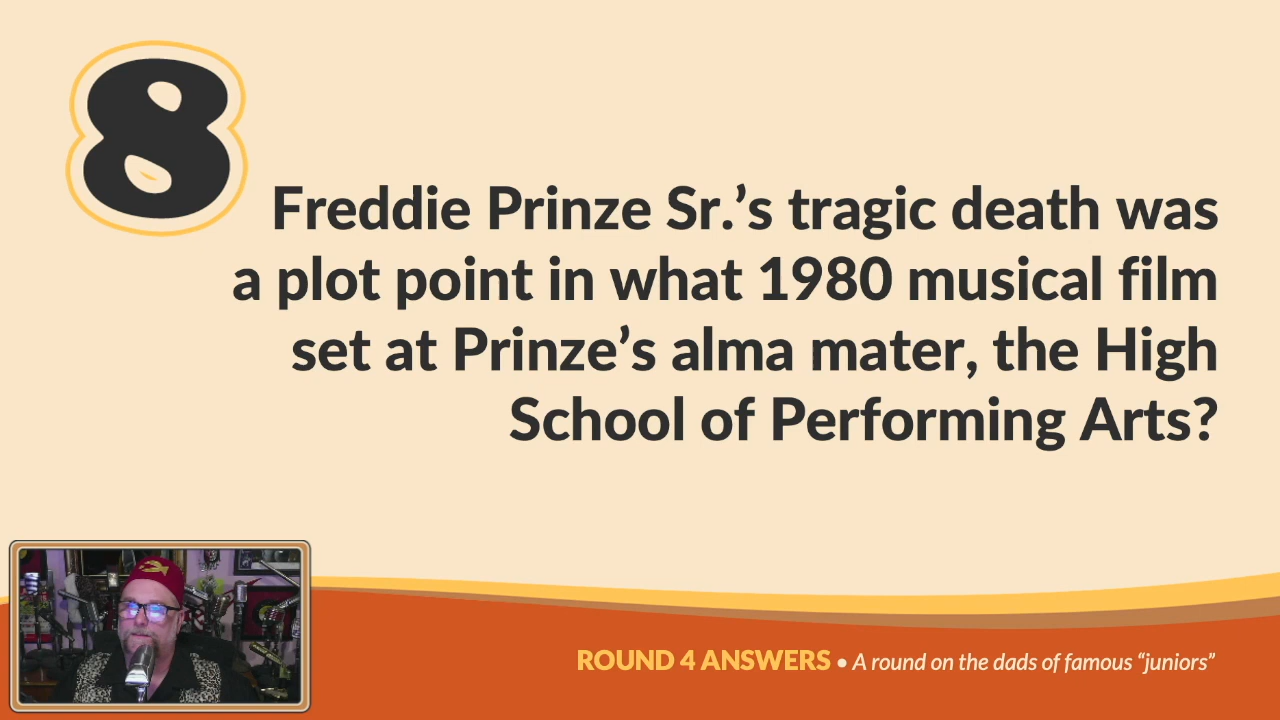 8
Freddie Prinze Sr.’s tragic death was
a plot point in what 1980 musical film
set at Prinze’s alma mater, the High
School of Performing Arts?
ROUND 4 ANSWERS • A round on the dads of famous “juniors”